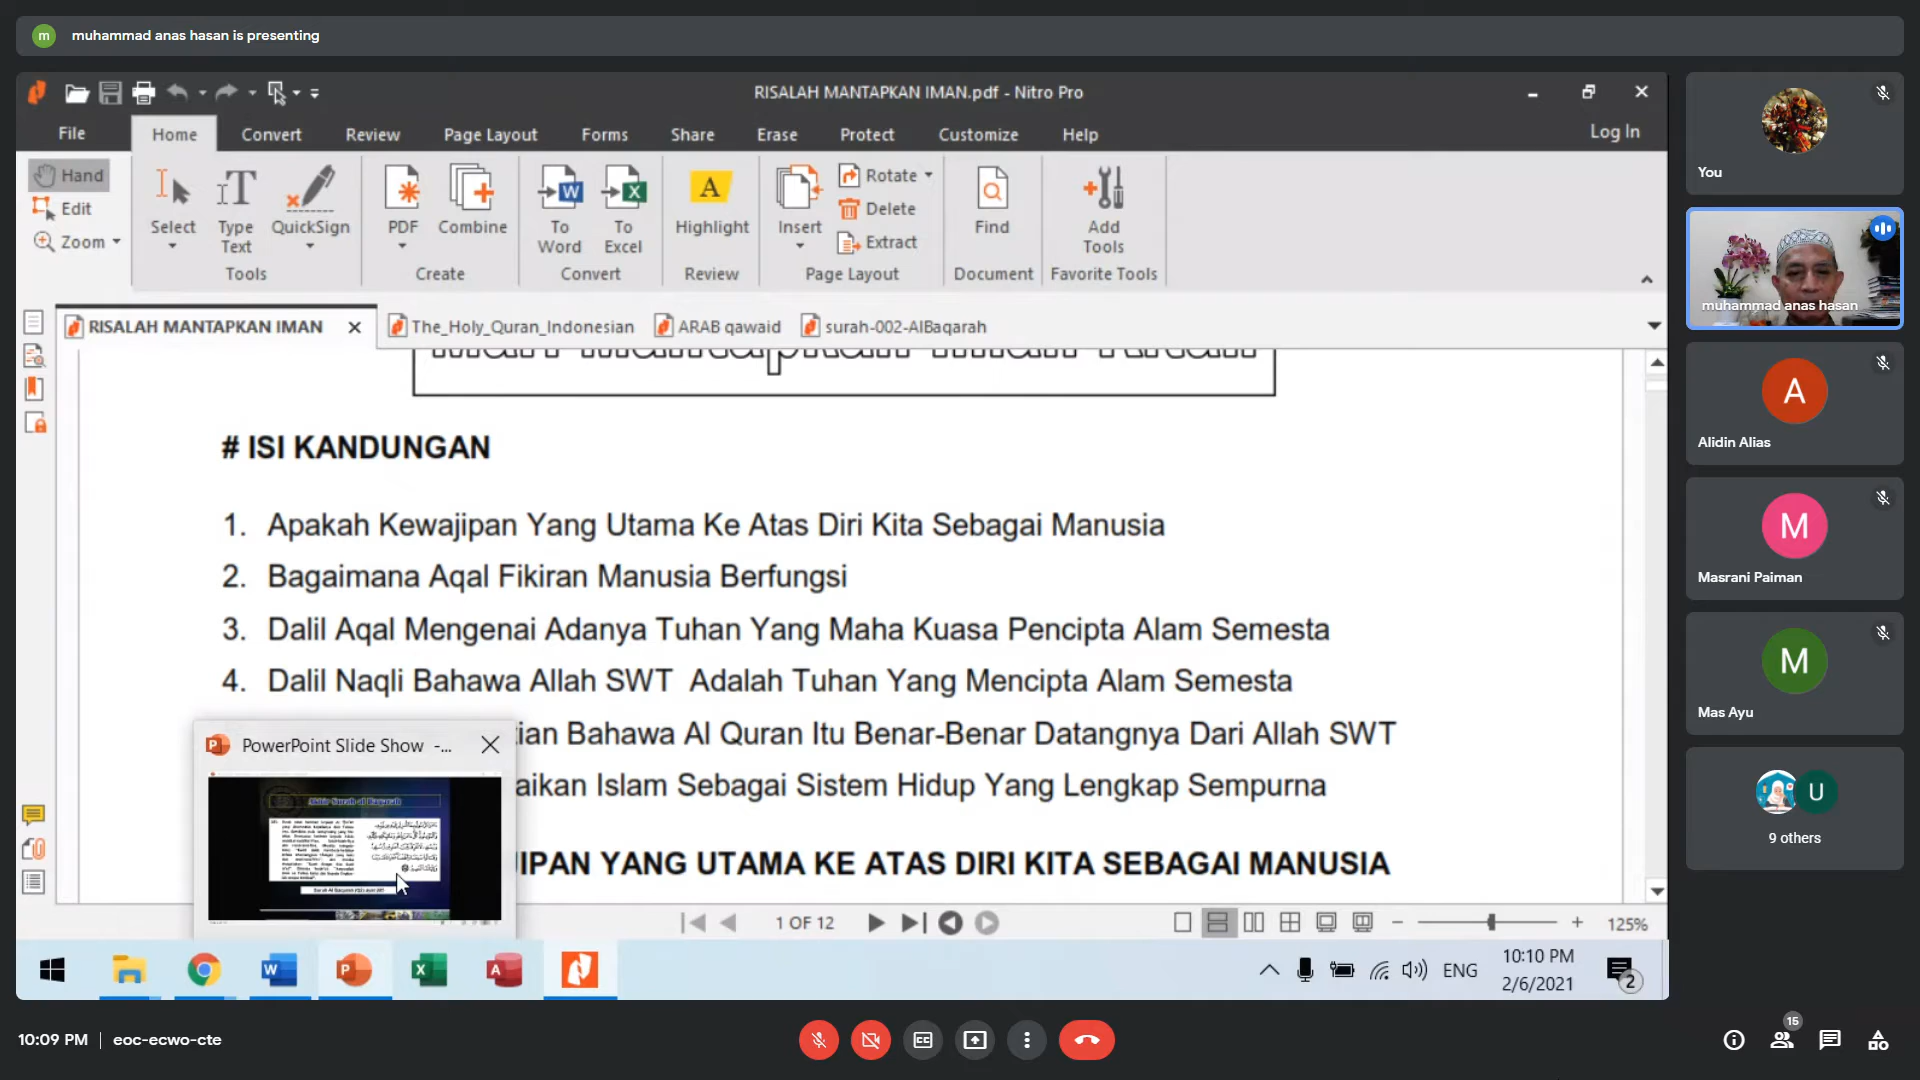 m muhammad anas hasan is presenting
RISALAH MANTAPKAN IMAN.pdf - Nitro Pro
File Home Convert Review Page Layout Forms Share Erase Protect Customize Help Log In
Hand
Edit
Zoom
Select
Type Text
QuickSign
Tools
PDF
Combine
Create
To Word
To Excel
Convert
Highlight
Review
Insert
Rotate
Delete
Extract
Page Layout
Find
Document
Add Tools
Favorite Tools
RISALAH MANTAPKAN IMAN The_Holy_Quran_Indonesian ARAB qawaid surah-002-AlBaqarah
# ISI KANDUNGAN
1. Apakah Kewajipan Yang Utama Ke Atas Diri Kita Sebagai Manusia
2. Bagaimana Aqal Fikiran Manusia Berfungsi
3. Dalil Aqal Mengenai Adanya Tuhan Yang Maha Kuasa Pencipta Alam Semesta
4. Dalil Naqli Bahawa Allah SWT Adalah Tuhan Yang Mencipta Alam Semesta
tian Bahawa Al Quran Itu Benar-Benar Datangnya Dari Allah SWT
aikan Islam Sebagai Sistem Hidup Yang Lengkap Sempurna
JIPAN YANG UTAMA KE ATAS DIRI KITA SEBAGAI MANUSIA
PowerPoint Slide Show -...
Akhir Surah al Baqarah
1 OF 12
125%
ENG
10:10 PM
2/6/2021
2
You
muhammad anas hasan
A
Alidin Alias
M
Masrani Paiman
M
Mas Ayu
U
9 others
10:09 PM | eoc-ecwo-cte
15